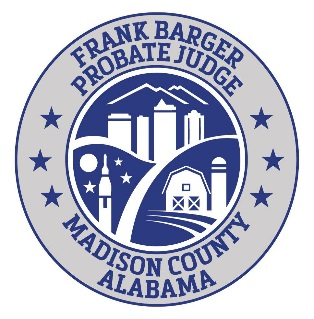 FRANK BARGER
PROBATE JUDGE
MADISON COUNTY
ALABAMA